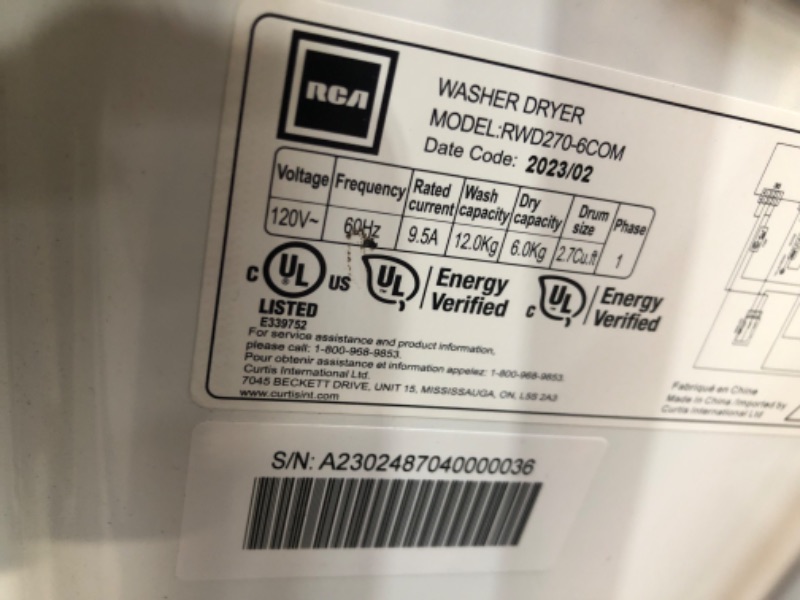 RCA
WASHER DRYER
MODEL:RWD270-6COM
Date Code: 2023/02
Voltage Frequency Rated current Wash capacity Dry capacity Drum size Phase
120V~ 60Hz 9.5A 12.0Kg 6.0Kg 2.7Cu.ft 1
C UL US
UL Energy Verified
C UL Energy Verified
LISTED
E339752
For service assistance and product information,
please call: 1-800-968-9853.
Pour obtenir assistance et information appelez: 1-800-968-9853.
Curtis International Ltd.
7045 BECKETT DRIVE, UNIT 15, MISSISSAUGA, ON, L5S 2A3
www.curtisint.com
Fabriqué en Chine
Made in China /Imported by
Curtis International Ltd
S/N: A2302487040000036